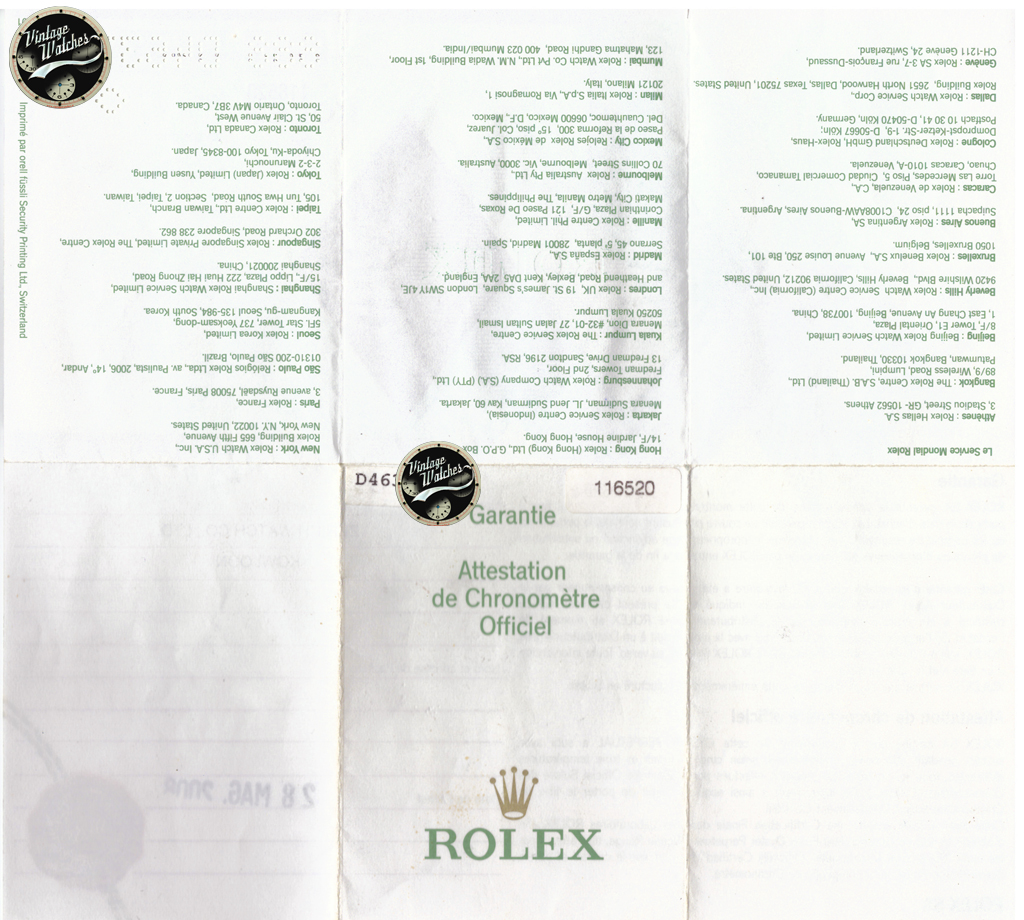 Vintage
Watches
Le Service Mondial Rolex
Athènes : Rolex Hellas S.A.
3, Stadiou Street, GR- 10562 Athens.
Bangkok : The Rolex Centre, S.A.B. (Thailand) Ltd.,
89/9, Wireless Road, Lumpini,
Patumwan, Bangkok 10330, Thailand.
Beijing : Beijing Rolex Watch Service Limited,
8/F, Tower E1, Oriental Plaza,
1, East Chang An Avenue, Beijing, 100738, China.
Beverly Hills : Rolex Watch Service Centre (California) Inc.,
9420 Wilshire Blvd., Beverly Hills, California 90212, United States.
Bruxelles : Rolex Benelux S.A., Avenue Louise 250, Bte 101,
1050 Bruxelles, Belgium.
Buenos Aires : Rolex Argentina SA,
Suipacha 1111, piso 24, C1008AAW-Buenos Aires, Argentina.
Caracas : Rolex de Venezuela, C.A.,
Torre Las Mercedes, Piso 5, Ciudad Comercial Tamanaco,
Chuao, Caracas 1010-A, Venezuela.
Cologne : Rolex Deutschland GmbH, Rolex-Haus,
Dompropst-Ketzer-Str. 1-9, D-50667 Köln;
Postfach 10 30 41, D-50470 Köln, Germany.
Dallas : Rolex Watch Service Corp.,
Rolex Building, 2651 North Harwood, Dallas, Texas 75201, United States.
Genève : Rolex SA 3-7, rue François-Dussaud,
CH-1211 Genève 24, Switzerland.
Hong Kong : Rolex (Hong Kong) Ltd., G.P.O. Box
14/F, Jardine House, Hong Kong.
Jakarta : Rolex Service Centre (Indonesia),
Menara Sudirman, JL. Jend Sudirman, Kav 60, Jakarta.
Johannesburg : Rolex Watch Company (S.A.) (PTY) Ltd.,
Fredman Towers, 2nd Floor,
13 Fredman Drive, Sandton 2196, RSA.
Kuala Lumpur : The Rolex Service Centre,
Menara Dion, #32-01, 27 Jalan Sultan Ismail,
50250 Kuala Lumpur.
Londres : Rolex UK, 19 St. James's Square, London SW1Y 4JE,
and Heathend Road, Bexley, Kent DA5 2AA, England.
Madrid : Rolex España S.A.,
Serrano 45, 5ª planta, 28001 Madrid, Spain.
Manille : Rolex Centre Phil. Limited,
Corinthian Plaza, G/F, 121 Paseo De Roxas,
Makati City, Metro Manila, The Philippines.
Melbourne : Rolex Australia Pty Ltd.,
70 Collins Street, Melbourne, Vic. 3000, Australia.
Mexico City : Relojes Rolex de México S.A.,
Paseo de la Reforma 300, 15° piso, Col. Juarez,
Del. Cuauhtemoc, 06600 Mexico, D.F., Mexico.
Milan : Rolex Italia S.p.A., Via Romagnosi 1,
20121 Milano, Italy.
Mumbai : Rolex Watch Co. Pvt Ltd., N.M. Wadia Building, 1st Floor,
123, Mahatma Gandhi Road, 400 023 Mumbai/India.
New York : Rolex Watch U.S.A. Inc.,
Rolex Building, 665 Fifth Avenue,
New York, N.Y. 10022, United States.
Paris : Rolex France,
3, avenue Ruysdaël, 75008 Paris, France.
São Paulo : Relógios Rolex Ltda., av. Paulista, 2006, 14°, Andar,
01310-200 São Paulo, Brazil.
Seoul : Rolex Korea Limited,
5Fl. Star Tower, 737 Yeoksam-dong,
Kangnam-gu, Seoul 135-984, South Korea.
Shanghai : Shanghai Rolex Watch Service Limited,
15/F., Lippo Plaza, 222 Huai Hai Zhong Road,
Shanghai 200021, China.
Singapour : Rolex Singapore Private Limited, The Rolex Centre,
302 Orchard Road, Singapore 238 862.
Taipei : Rolex Centre Ltd., Taiwan Branch,
105, Tun Hwa South Road, Section 2, Taipei, Taiwan.
Tokyo : Rolex (Japan) Limited, Yusen Building,
2-3-2 Marunouchi,
Chiyoda-Ku, Tokyo 100-8345, Japan.
Toronto : Rolex Canada Ltd.,
50, St. Clair Avenue West,
Toronto, Ontario M4V 3B7, Canada.
Imprimé par orell füssli Security Printing Ltd., Switzerland
D46
116520
Vintage
Watches
Garantie
Attestation
de Chronomètre
Officiel
ROLEX